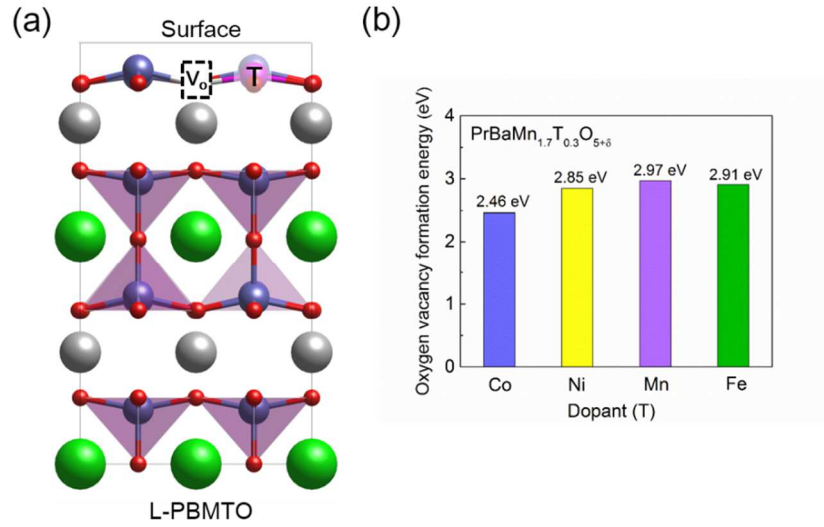 (a)
Surface
Vo
T
L-PBMTO
(b)
Oxygen vacancy formation energy (eV)
4
3
2
1
0
PrBaMn1.7T0.3O5+δ
2.46 eV
2.85 eV
2.97 eV
2.91 eV
Co Ni Mn Fe
Dopant (T)